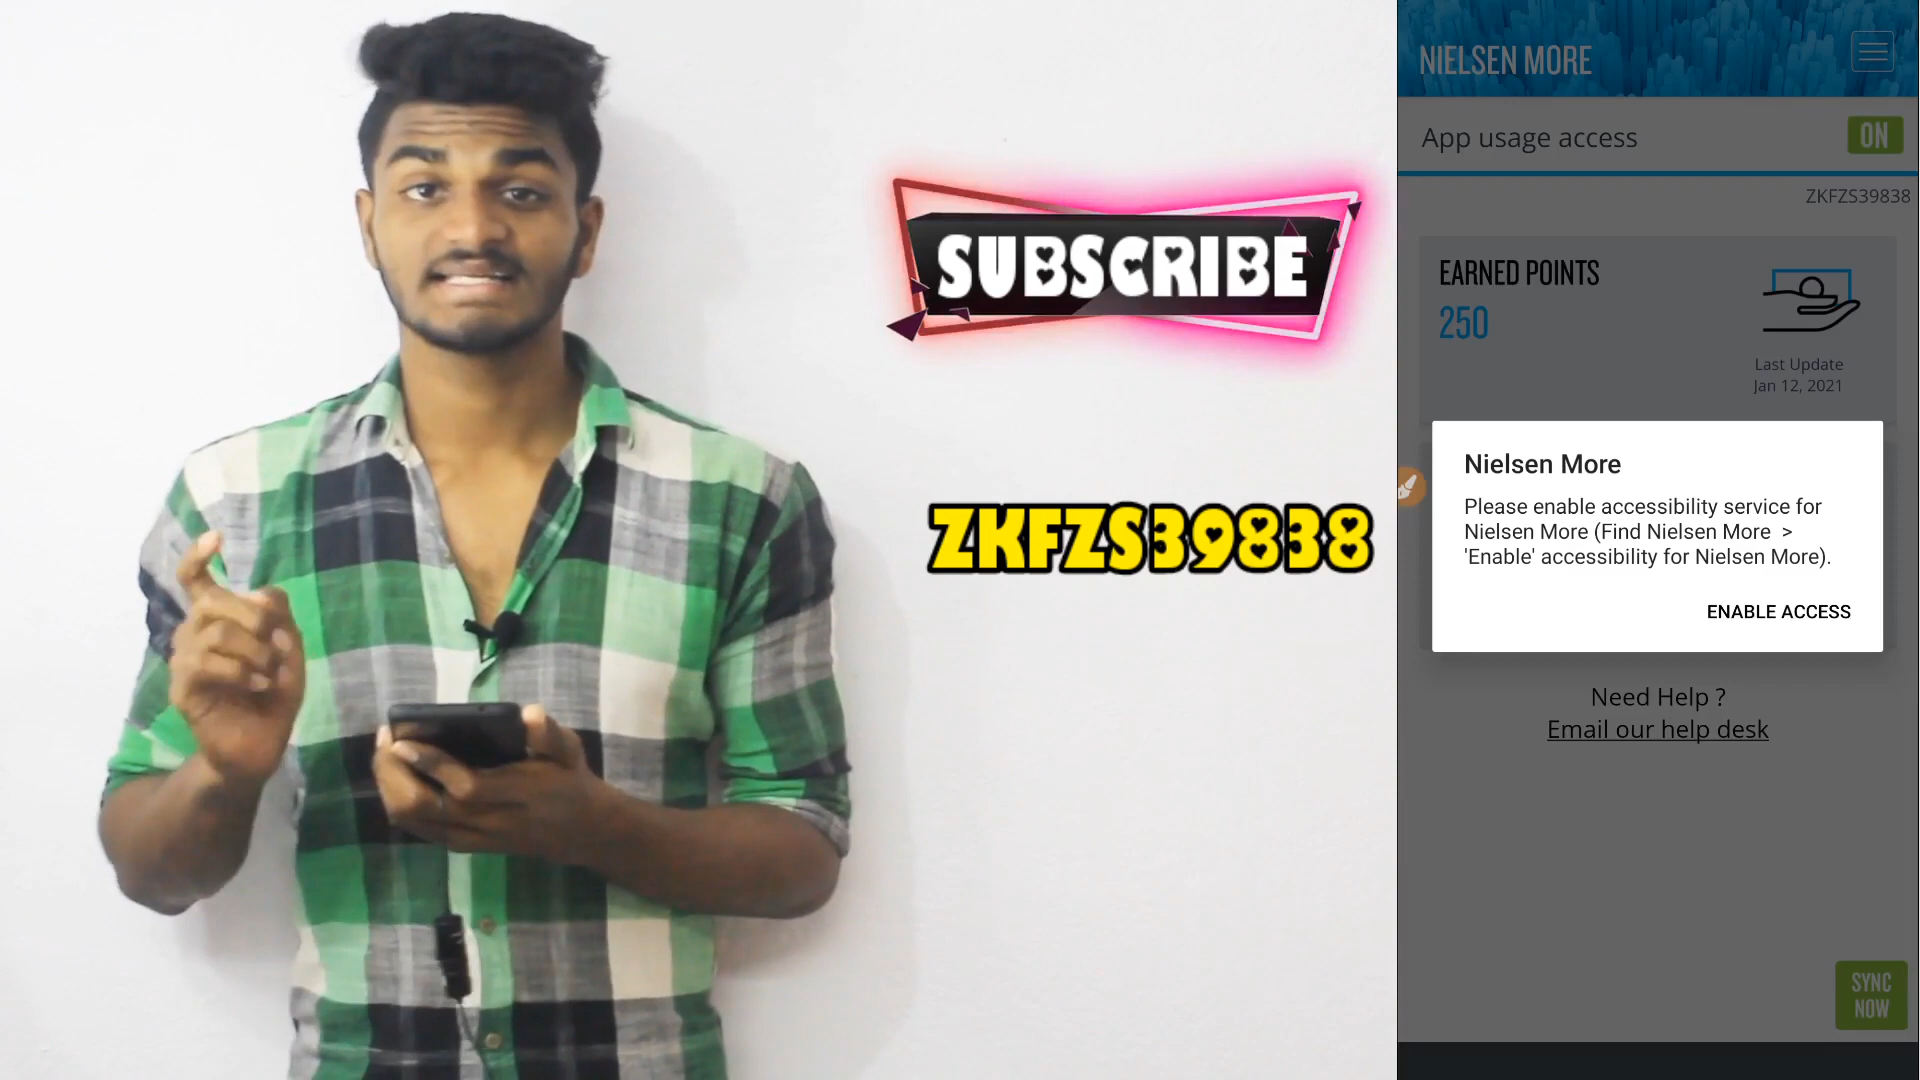 SUBSCRIBE
ZKFZS39838
NIELSEN MORE
App usage access
ON
ZKFZS39838
EARNED POINTS
250
Last Update
Jan 12, 2021
Nielsen More
Please enable accessibility service for
Nielsen More (Find Nielsen More >
'Enable' accessibility for Nielsen More).
ENABLE ACCESS
Need Help ?
Email our help desk
SYNC
NOW